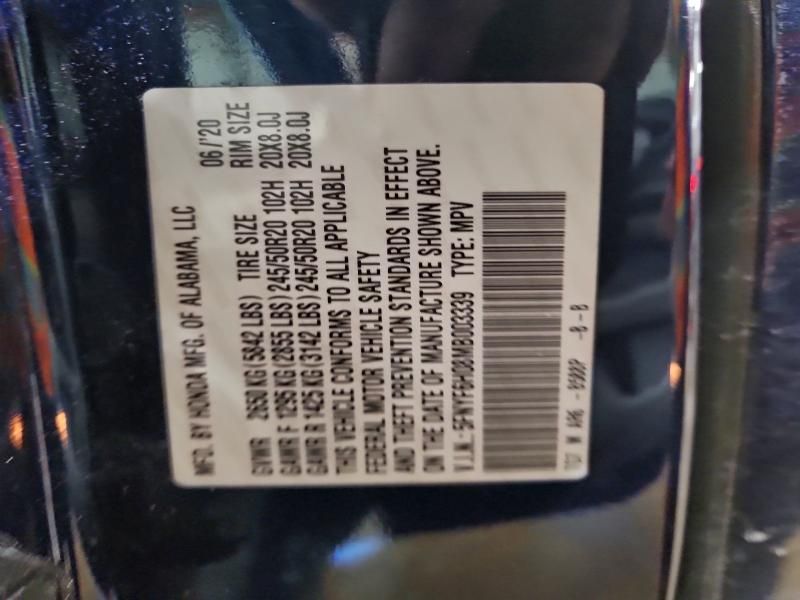 MFG. BY HONDA MFG. OF ALABAMA, LLC 06/'20
GVWR 2650 KG (5842 LBS) TIRE SIZE RIM SIZE
GAWR F 1295 KG (2855 LBS) 245/50R20 102H 20X8.0J
GAWR R 1425 KG (3142 LBS) 245/50R20 102H 20X8.0J
THIS VEHICLE CONFORMS TO ALL APPLICABLE
FEDERAL MOTOR VEHICLE SAFETY
AND THEFT PREVENTION STANDARDS IN EFFECT
ON THE DATE OF MANUFACTURE SHOWN ABOVE.
V.I.N.: TYPE: MPV
-B-B